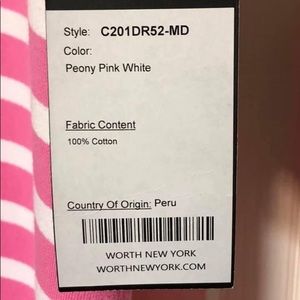 Style: C201DR52-MD
Color:
Peony Pink White
Fabric Content
100% Cotton
Country Of Origin: Peru
WORTH NEW YORK
WORTHNEWYORK.COM